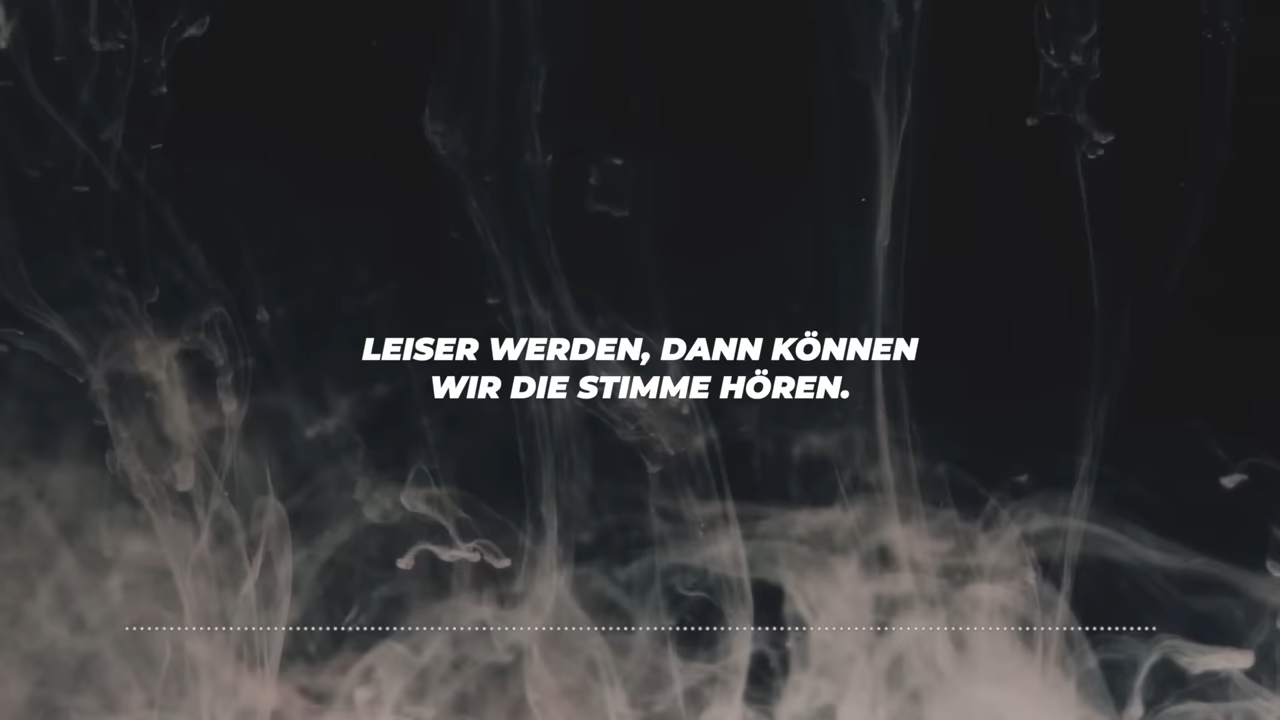 LEISER WERDEN, DANN KÖNNEN
WIR DIE STIMME HÖREN.